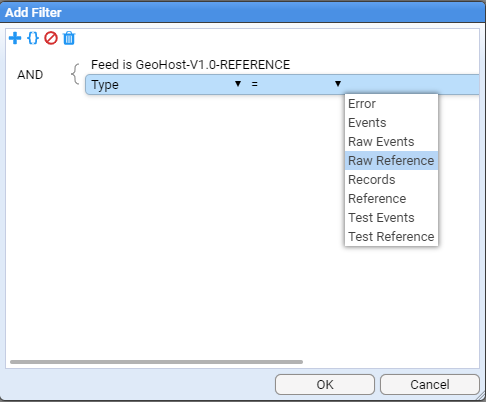 Add Filter
{}
AND
{
Feed is GeoHost-V1.0-REFERENCE
Type ▼ = ▼
Error
Events
Raw Events
Raw Reference
Records
Reference
Test Events
Test Reference
OK Cancel